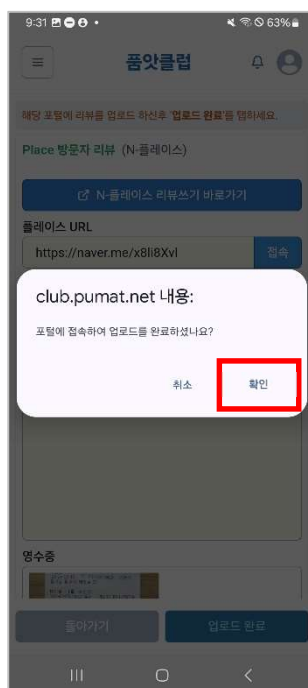 9:31
63%
품앗클럽
해당 포털에 리뷰를 업로드 하신후 '업로드 완료'를 탭하세요.
Place 방문자 리뷰 (N-플레이스)
N-플레이스 리뷰쓰기 바로가기
플레이스 URL
https://naver.me/x8li8Xvl
접속
club.pumat.net 내용:
포털에 접속하여 업로드를 완료하셨나요?
취소
확인
영수증
돌아가기
업로드 완료